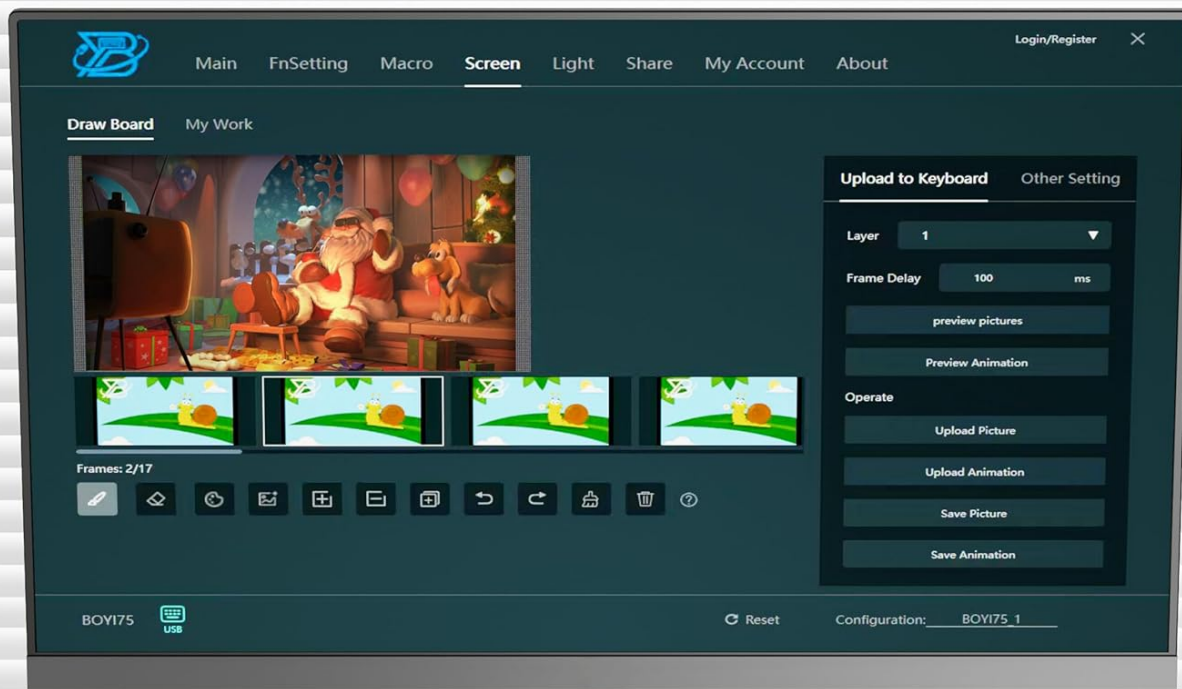 Login/Register
Main FnSetting Macro Screen Light Share My Account About
Draw Board My Work
Upload to Keyboard Other Setting
Layer 1
Frame Delay 100 ms
preview pictures
Preview Animation
Operate
Upload Picture
Upload Animation
Save Picture
Save Animation
Frames: 2/17
BOYI75 USB
Reset
Configuration: BOYI75_1